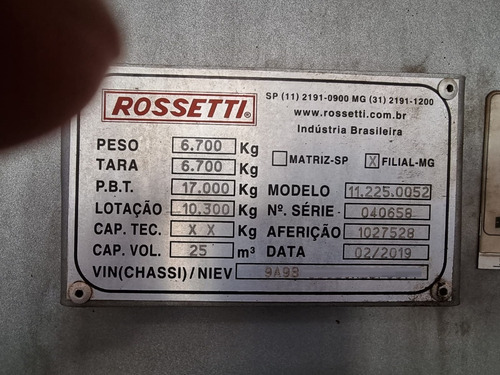 ROSSETTI®
SP (11) 2191-0900 MG (31) 2191-1200
www.rossetti.com.br
Indústria Brasileira
PESO 6.700 Kg
TARA 6.700 Kg
MATRIZ-SP X FILIAL-MG
P.B.T. 17.000 Kg
MODELO 11.225.0052
LOTAÇÃO 10.300 Kg
Nº. SÉRIE 040658
CAP. TEC. X X Kg
AFERIÇÃO 1027528
CAP. VOL. 25 m³
DATA 02/2019
VIN(CHASSI)/NIEV 9A93